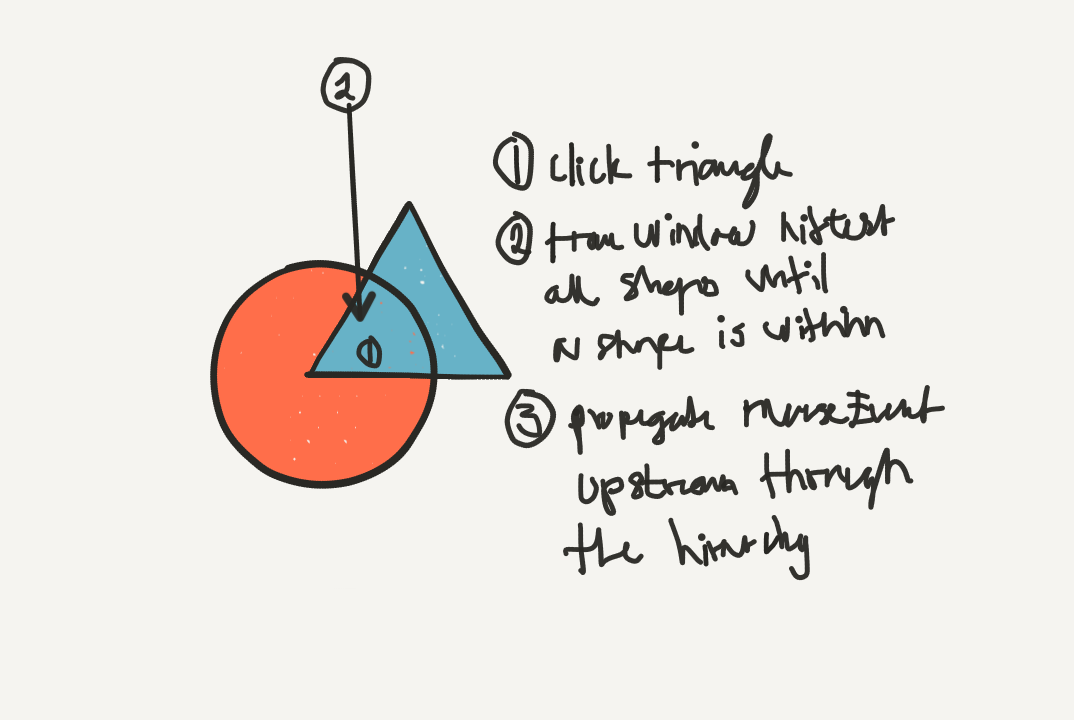 2
1
① click triangle
② from window hittest
all shapes until
a shape is within
③ propagate mouseEvent
upstream through
the hierarchy